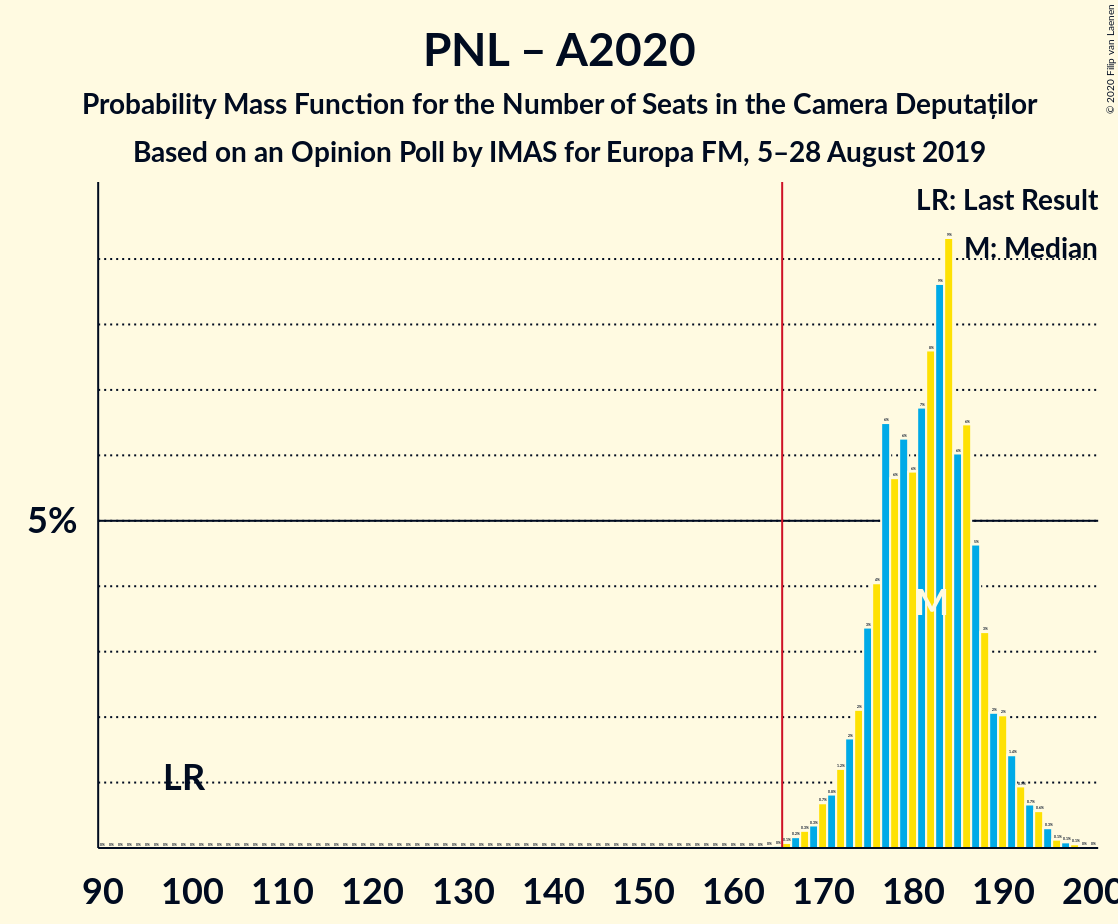 PNL – A2020
Probability Mass Function for the Number of Seats in the Camera Deputaților
Based on an Opinion Poll by IMAS for Europa FM, 5–28 August 2019
© 2020 Filip van Laenen
LR: Last Result
M: Median
5%
LR
M
90 100 110 120 130 140 150 160 170 180 190 200